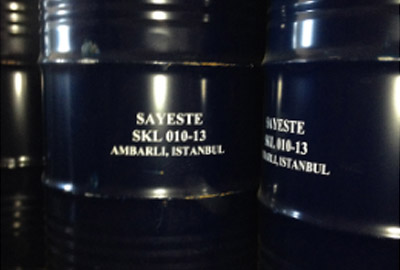 SAYESTE
SKL 010-13
AMBARLI, ISTANBUL
SAYESTE
SKL 010-13
AMBARLI, ISTANBUL